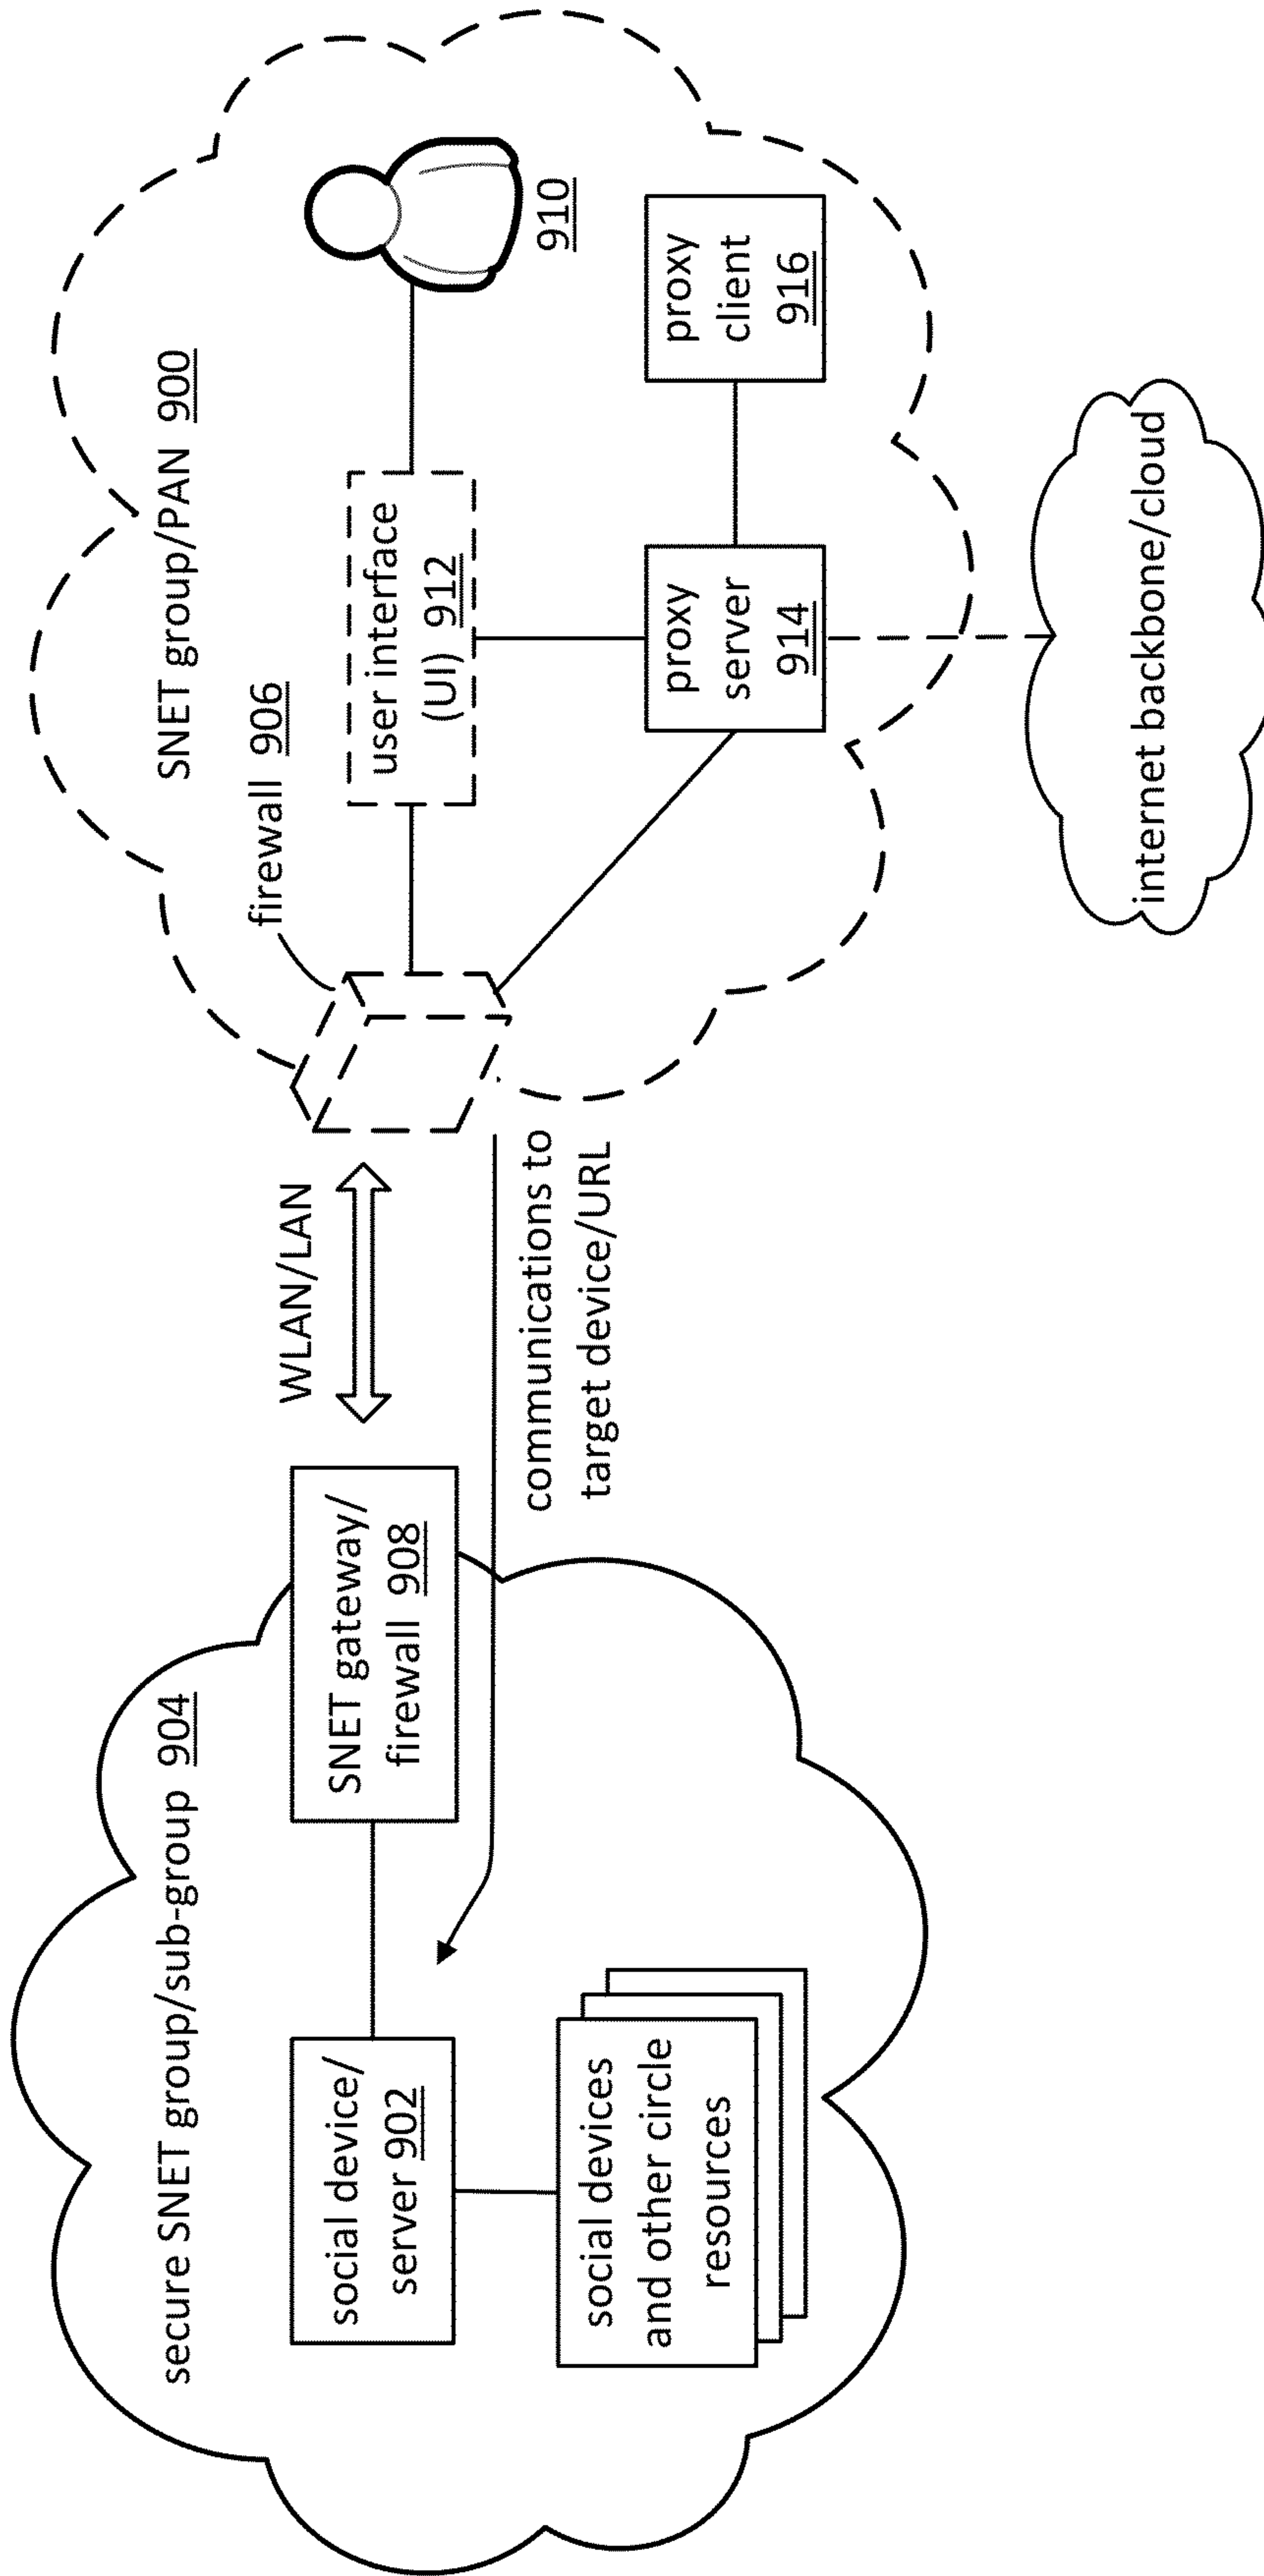 secure SNET group/sub-group 904
social device/
server 902
SNET gateway/
firewall 908
social devices
and other circle
resources
WLAN/LAN
communications to
target device/URL
SNET group/PAN 900
firewall 906
user interface
(UI) 912
910
proxy
server
914
proxy
client
916
internet backbone/cloud